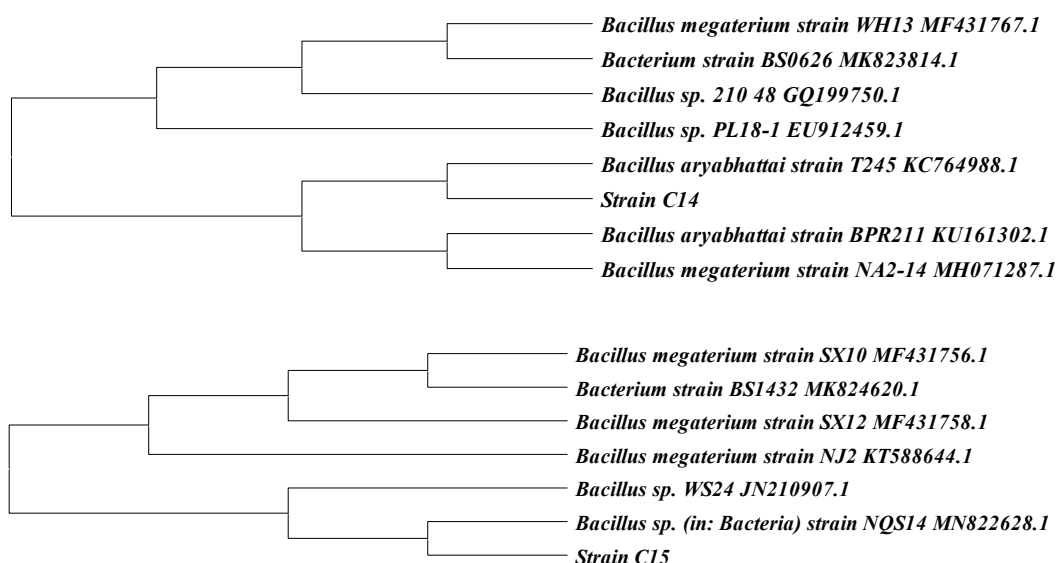 Bacillus megaterium strain WH13 MF431767.1
Bacterium strain BS0626 MK823814.1
Bacillus sp. 210 48 GQ199750.1
Bacillus sp. PL18-1 EU912459.1
Bacillus aryabhattai strain T245 KC764988.1
Strain C14
Bacillus aryabhattai strain BPR211 KU161302.1
Bacillus megaterium strain NA2-14 MH071287.1
Bacillus megaterium strain SX10 MF431756.1
Bacterium strain BS1432 MK824620.1
Bacillus megaterium strain SX12 MF431758.1
Bacillus megaterium strain NJ2 KT588644.1
Bacillus sp. WS24 JN210907.1
Bacillus sp. (in: Bacteria) strain NQS14 MN822628.1
Strain C15